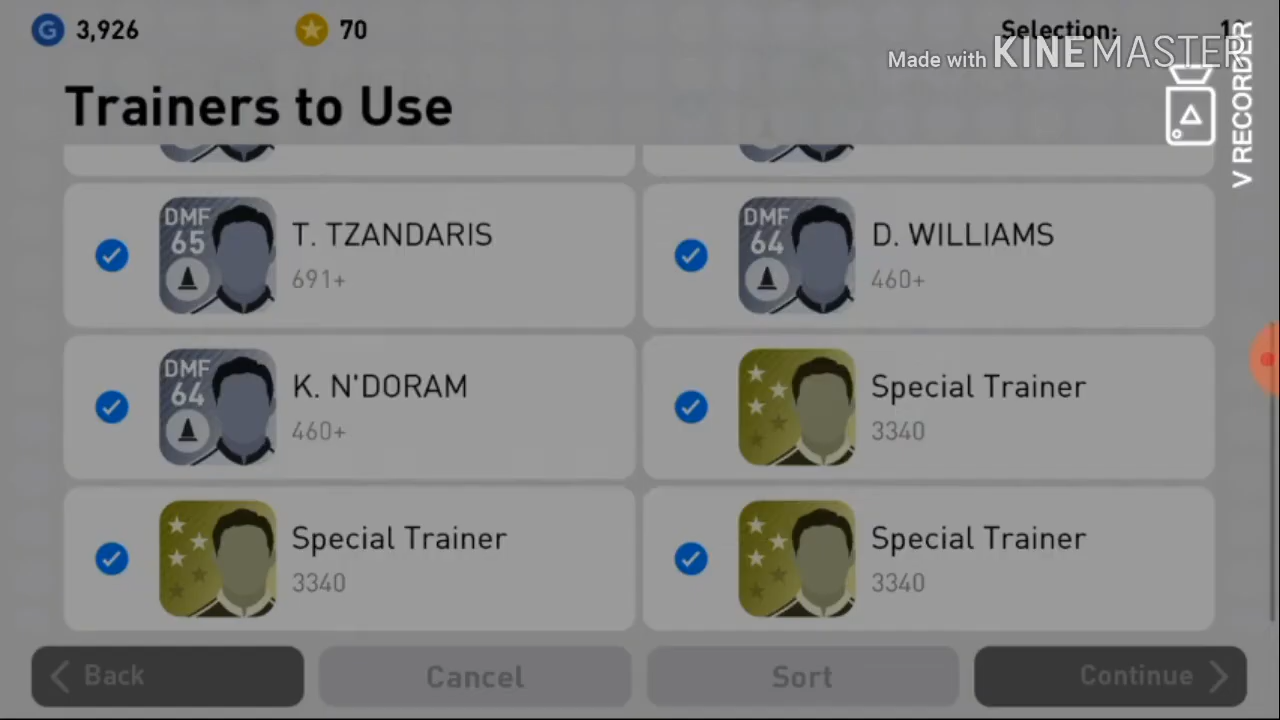 G 3,926
70
Selection:
Made with KINEMASTER
V RECORDER
Trainers to Use
DMF
65
T. TZANDARIS
691+
DMF
64
D. WILLIAMS
460+
DMF
64
K. N'DORAM
460+
Special Trainer
3340
Special Trainer
3340
Special Trainer
3340
Back
Cancel
Sort
Continue